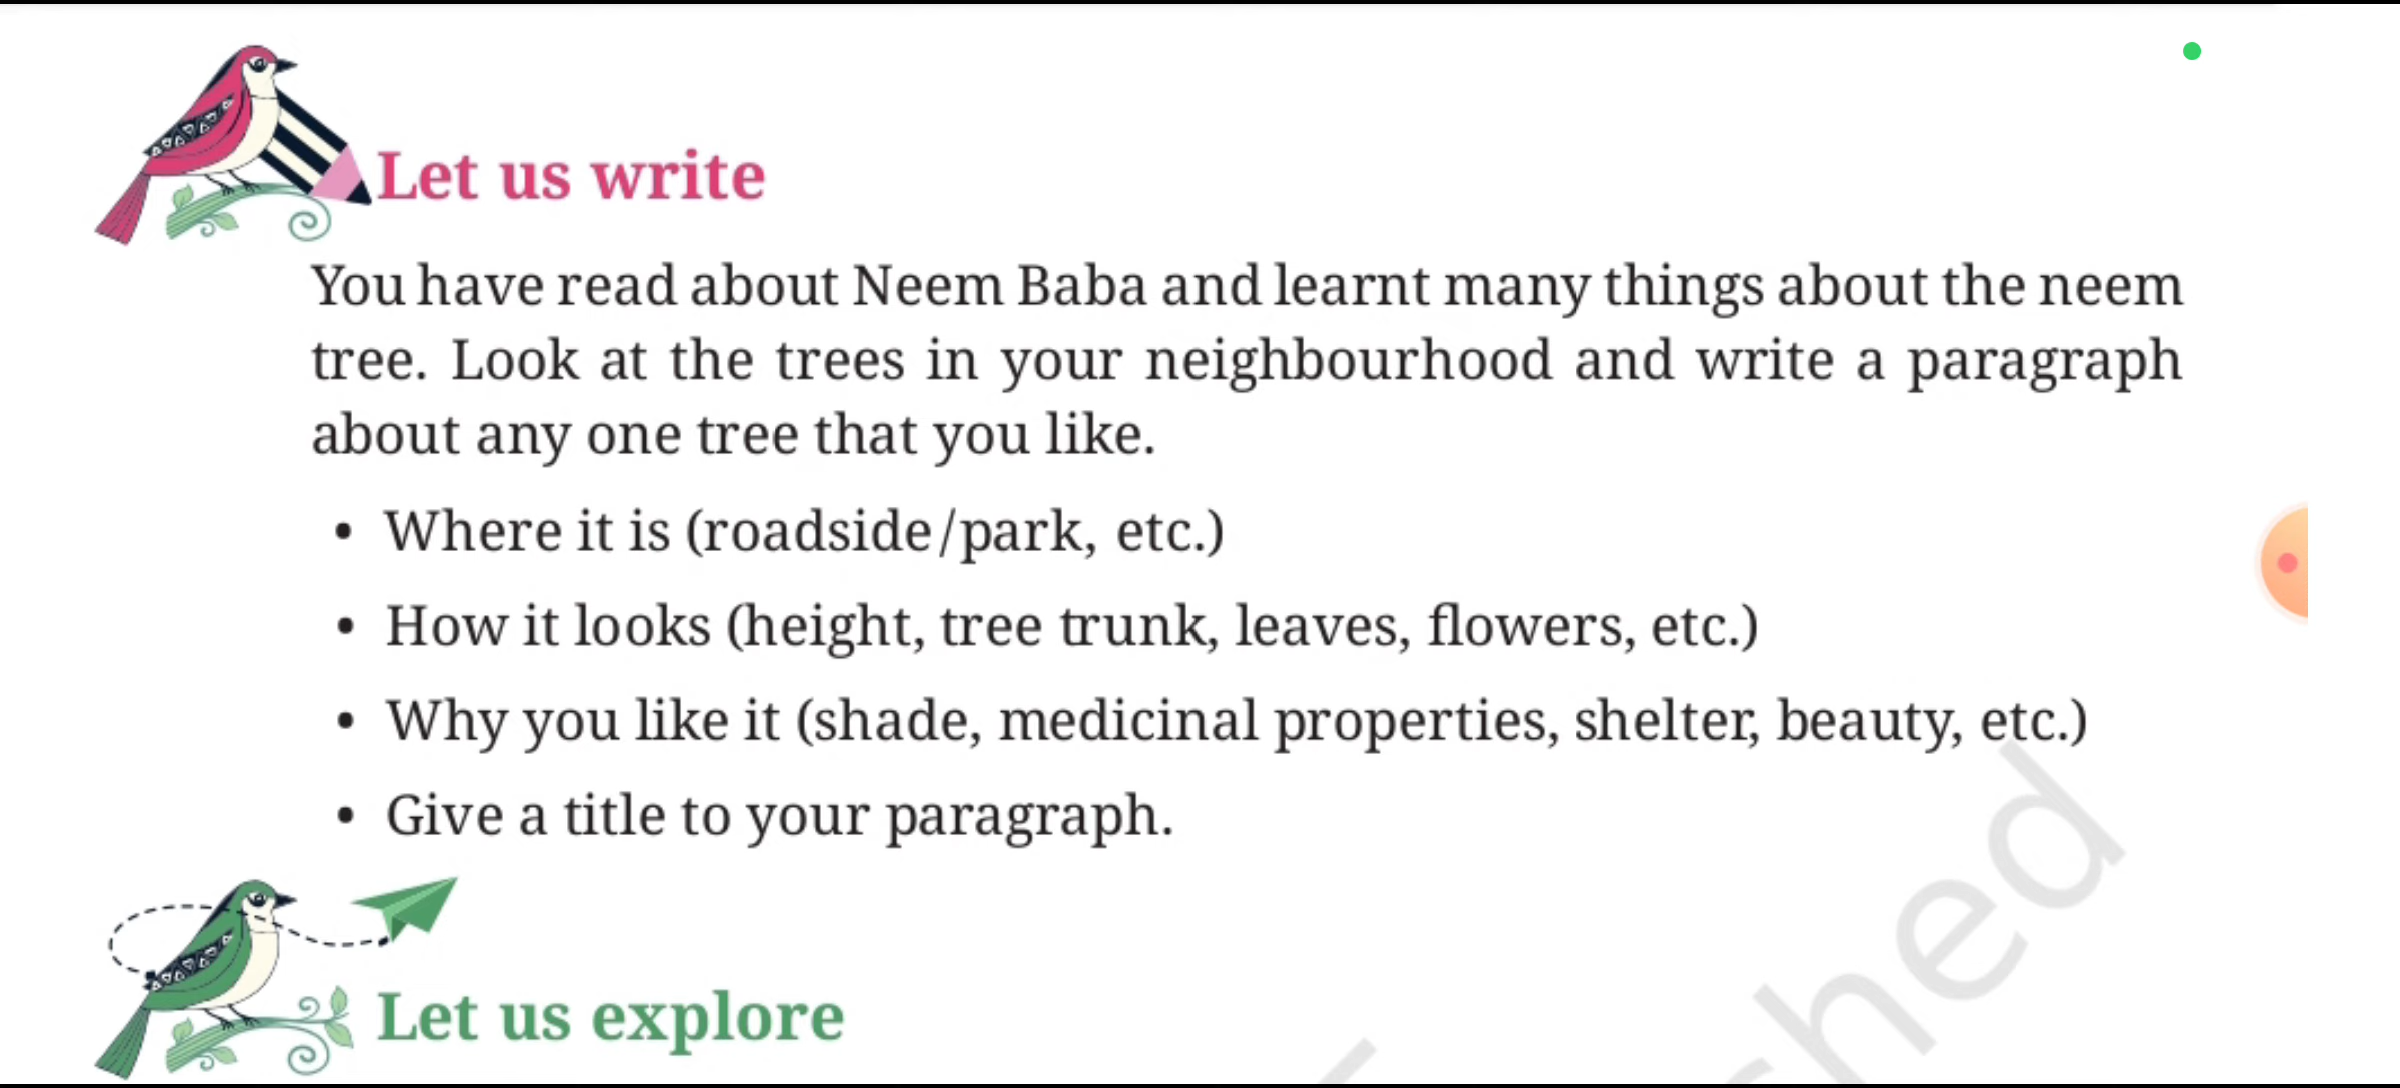 Let us write
You have read about Neem Baba and learnt many things about the neem
tree. Look at the trees in your neighbourhood and write a paragraph
about any one tree that you like.
• Where it is (roadside/park, etc.)
• How it looks (height, tree trunk, leaves, flowers, etc.)
• Why you like it (shade, medicinal properties, shelter, beauty, etc.)
• Give a title to your paragraph.
Let us explore